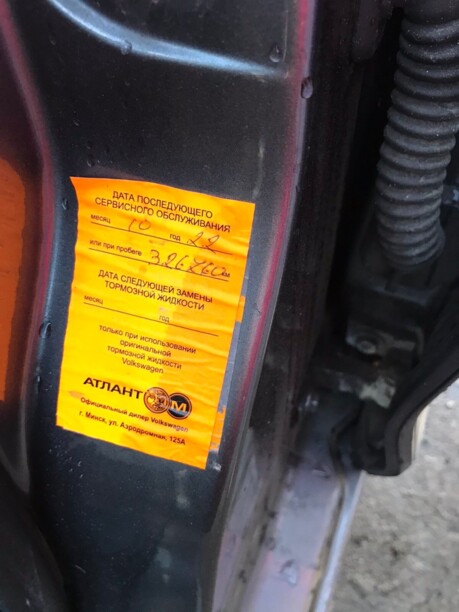 ДАТА ПОСЛЕДУЮЩЕГО
СЕРВИСНОГО ОБСЛУЖИВАНИЯ
месяц 10 год 22
или при пробеге 326260 км
ДАТА СЛЕДУЮЩЕЙ ЗАМЕНЫ
ТОРМОЗНОЙ ЖИДКОСТИ
месяц год
только при использовании
оригинальной
тормозной жидкости
Volkswagen
АТЛАНТ М
Официальный дилер Volkswagen
г. Минск, ул. Аэродромная, 125А